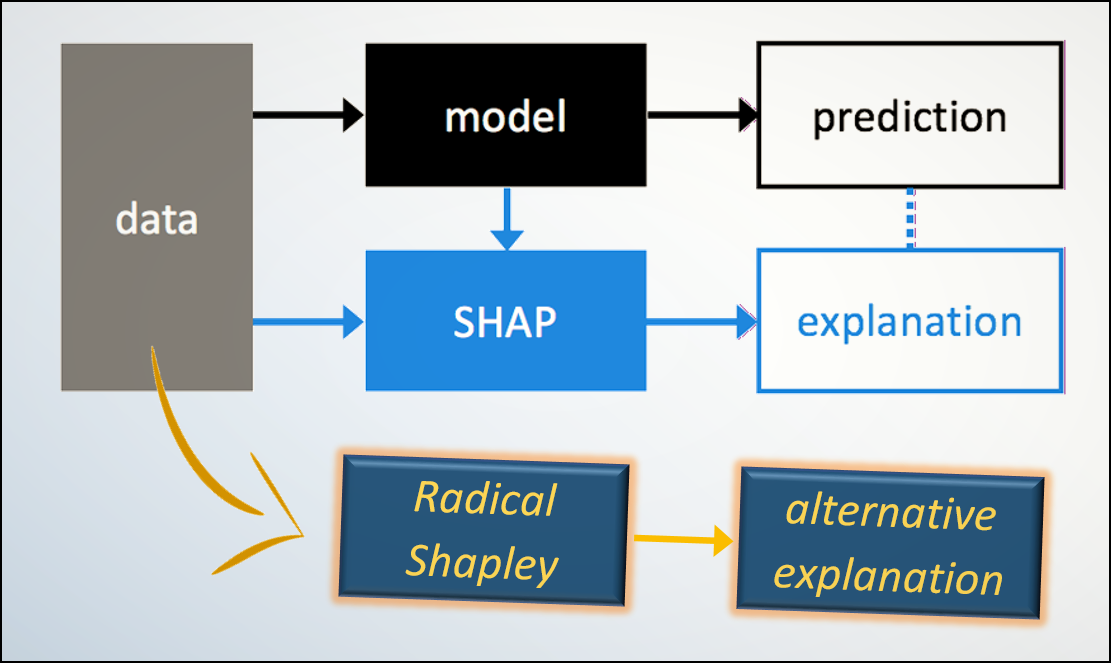 data
model
prediction
SHAP
explanation
Radical
Shapley
alternative
explanation